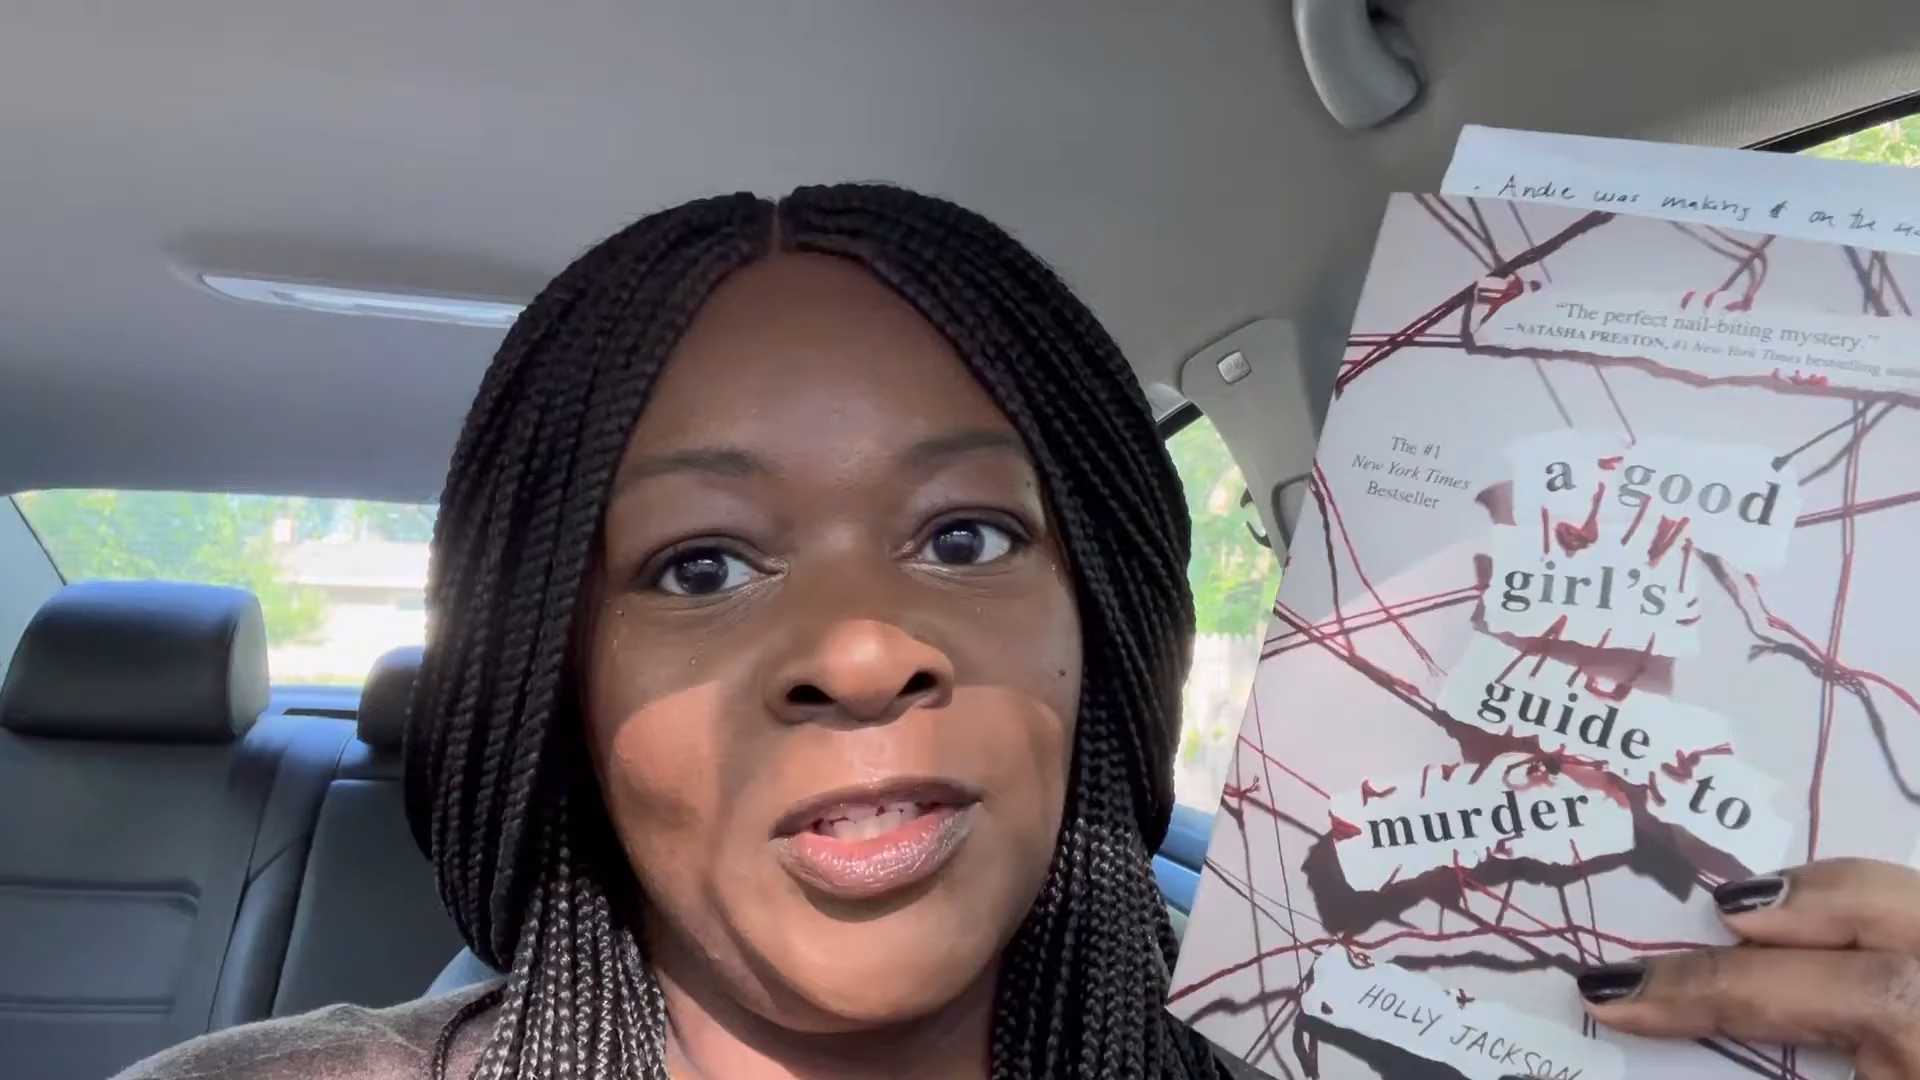 . Andie was making $ on the
“The perfect nail-biting mystery.”
–NATASHA PRESTON, #1 New York Times bestselling
The #1
New York Times
Bestseller
a good
girl’s
guide to
murder
HOLLY JACKSON